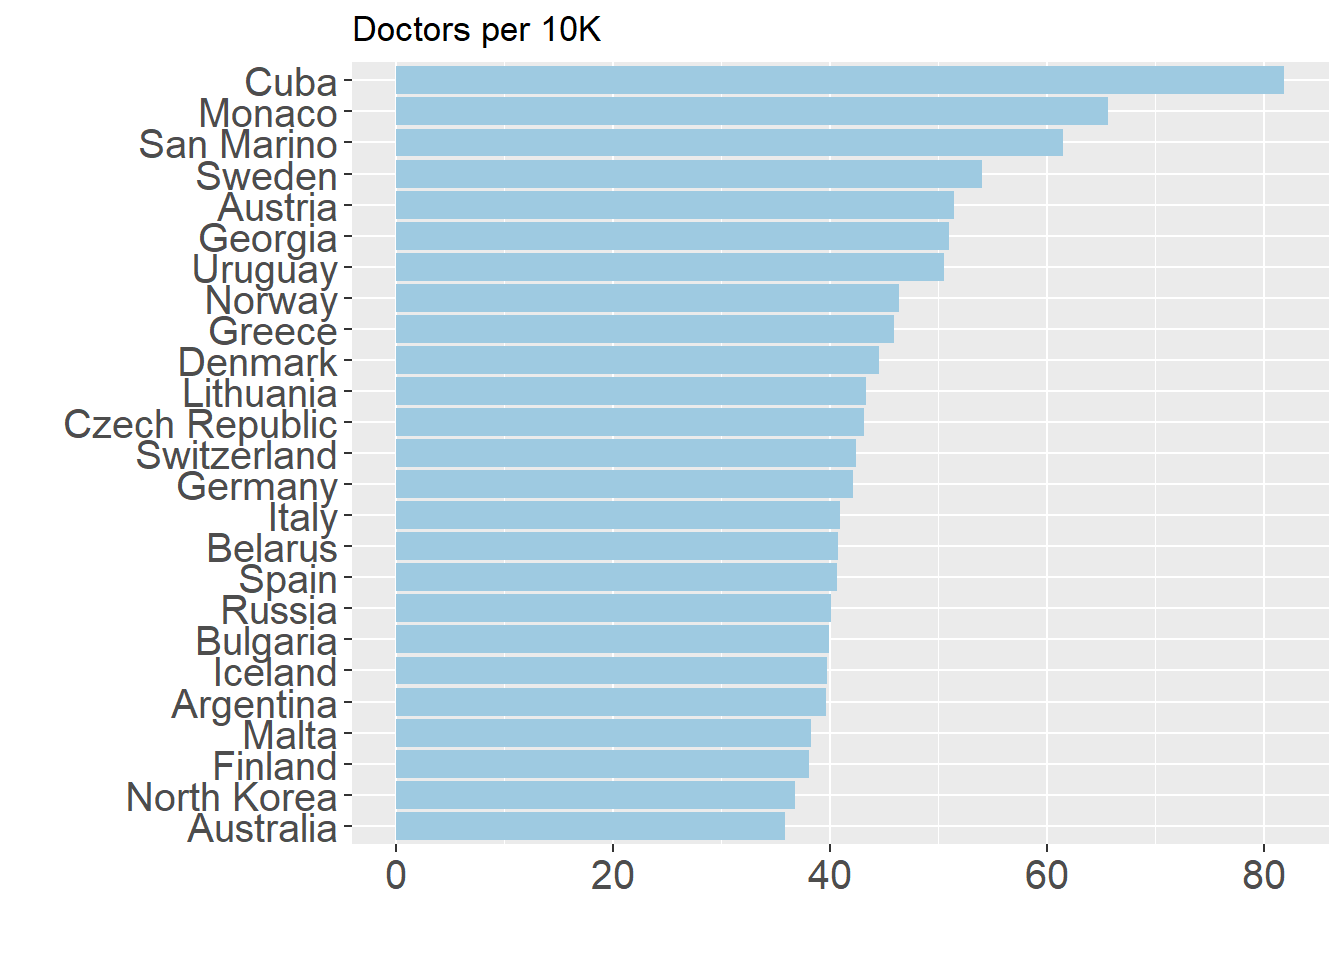 Doctors per 10K
Cuba
Monaco
San Marino
Sweden
Austria
Georgia
Uruguay
Norway
Greece
Denmark
Lithuania
Czech Republic
Switzerland
Germany
Italy
Belarus
Spain
Russia
Bulgaria
Iceland
Argentina
Malta
Finland
North Korea
Australia
0 20 40 60 80